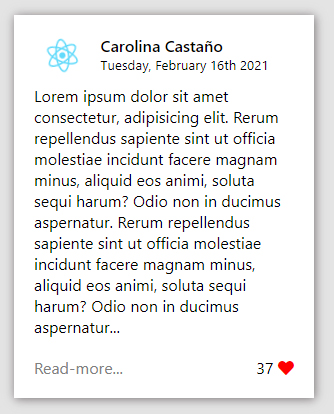 Carolina Castaño
Tuesday, February 16th 2021
Lorem ipsum dolor sit amet
consectetur, adipisicing elit. Rerum
repellendus sapiente sint ut officia
molestiae incidunt facere magnam
minus, aliquid eos animi, soluta
sequi harum? Odio non in ducimus
aspernatur. Rerum repellendus
sapiente sint ut officia molestiae
incidunt facere magnam minus,
aliquid eos animi, soluta sequi
harum? Odio non in ducimus
aspernatur...
Read-more... 37